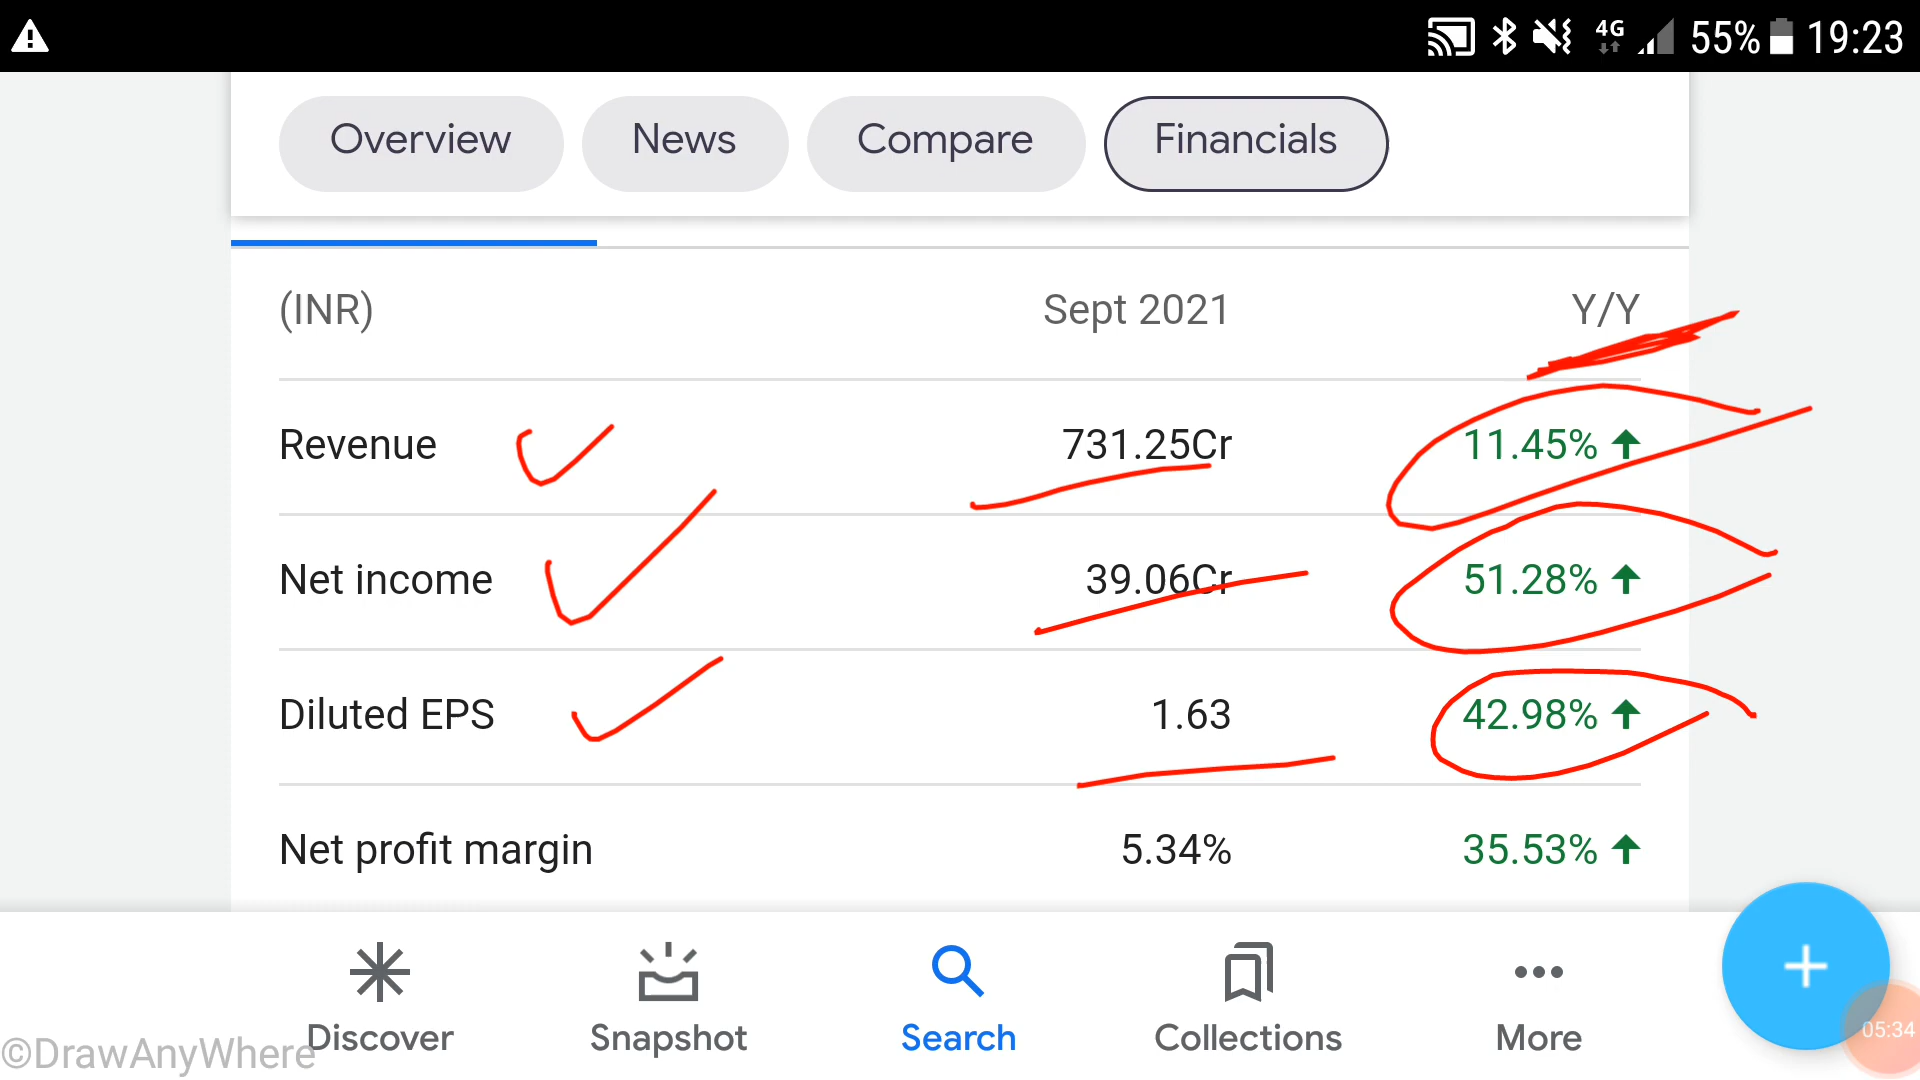 4G 55% 19:23
Overview News Compare Financials
(INR) Sept 2021 Y/Y
Revenue 731.25Cr 11.45%
Net income 39.06Cr 51.28%
Diluted EPS 1.63 42.98%
Net profit margin 5.34% 35.53%
Discover Snapshot Search Collections More
05:34
©DrawAnyWhere